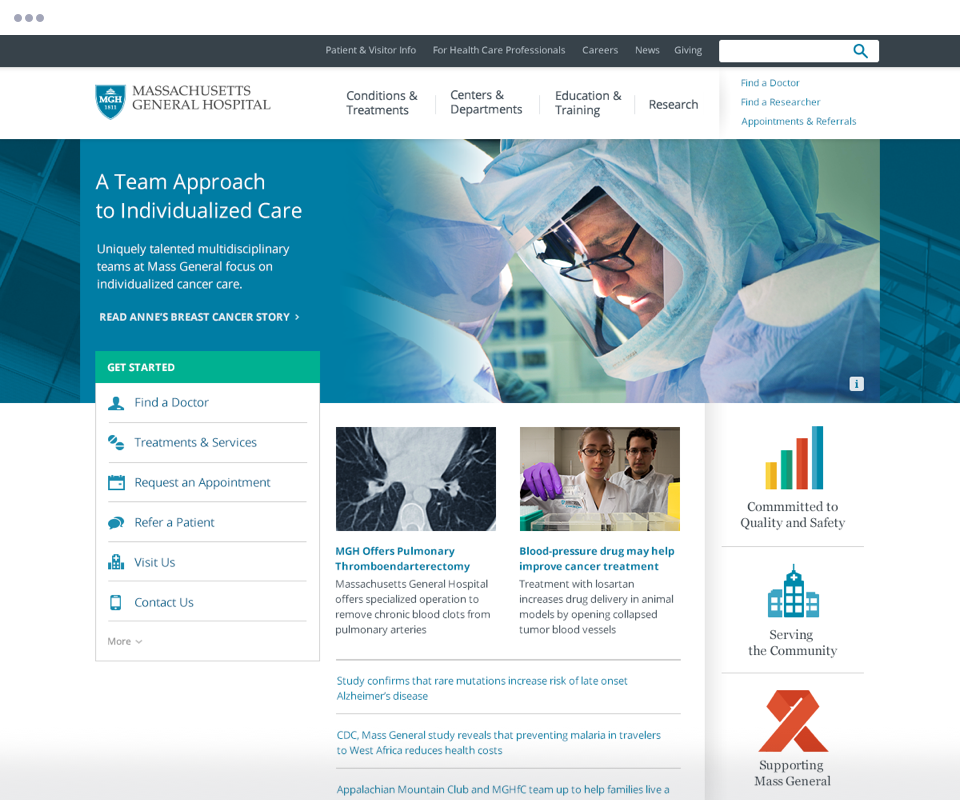 Patient & Visitor Info
For Health Care Professionals
Careers
News
Giving
MGH
1811
MASSACHUSETTS
GENERAL HOSPITAL
Conditions &
Treatments
Centers &
Departments
Education &
Training
Research
Find a Doctor
Find a Researcher
Appointments & Referrals
A Team Approach
to Individualized Care
Uniquely talented multidisciplinary
teams at Mass General focus on
individualized cancer care.
READ ANNE'S BREAST CANCER STORY >
i
GET STARTED
Find a Doctor
Treatments & Services
Request an Appointment
Refer a Patient
Visit Us
Contact Us
More
MGH Offers Pulmonary
Thromboendarterectomy
Massachusetts General Hospital
offers specialized operation to
remove chronic blood clots from
pulmonary arteries
Blood-pressure drug may help
improve cancer treatment
Treatment with losartan
increases drug delivery in animal
models by opening collapsed
tumor blood vessels
Study confirms that rare mutations increase risk of late onset
Alzheimer's disease
CDC, Mass General study reveals that preventing malaria in travelers
to West Africa reduces health costs
Appalachian Mountain Club and MGHfC team up to help families live a
Commmitted to
Quality and Safety
Serving
the Community
Supporting
Mass General